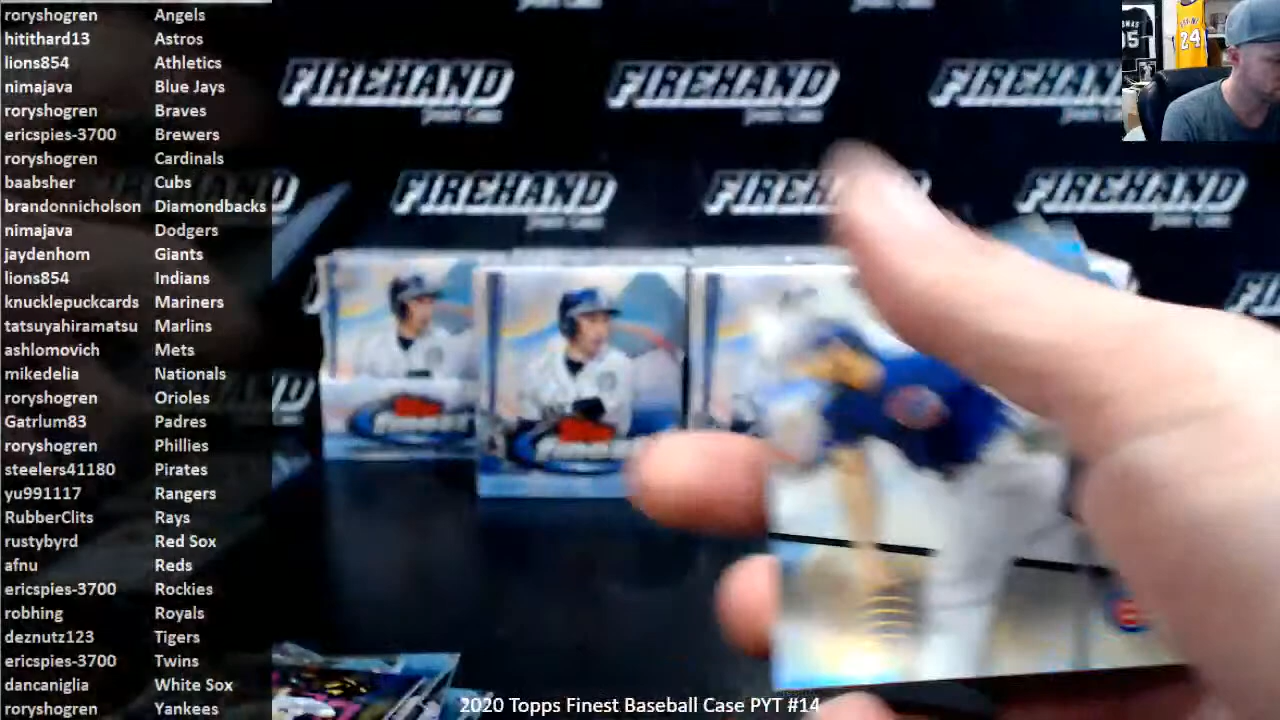 roryshogren Angels
hitithard13 Astros
lions854 Athletics
nimajava Blue Jays
roryshogren Braves
ericspies-3700 Brewers
roryshogren Cardinals
baabsher Cubs
brandonnicholson Diamondbacks
nimajava Dodgers
jaydenhom Giants
lions854 Indians
knucklepuckcards Mariners
tatsuyahiramatsu Marlins
ashlomovich Mets
mikedelia Nationals
roryshogren Orioles
Gatrlum83 Padres
roryshogren Phillies
steelers41180 Pirates
yu991117 Rangers
RubberClits Rays
rustybyrd Red Sox
afnu Reds
ericspies-3700 Rockies
robhing Royals
deznutz123 Tigers
ericspies-3700 Twins
dancaniglia White Sox
roryshogren Yankees
FIREHAND FIREHAND FIREHAND
FIREHAND FIREHAND FIREHAND
24
finest finest
2020 Topps Finest Baseball Case PYT #14